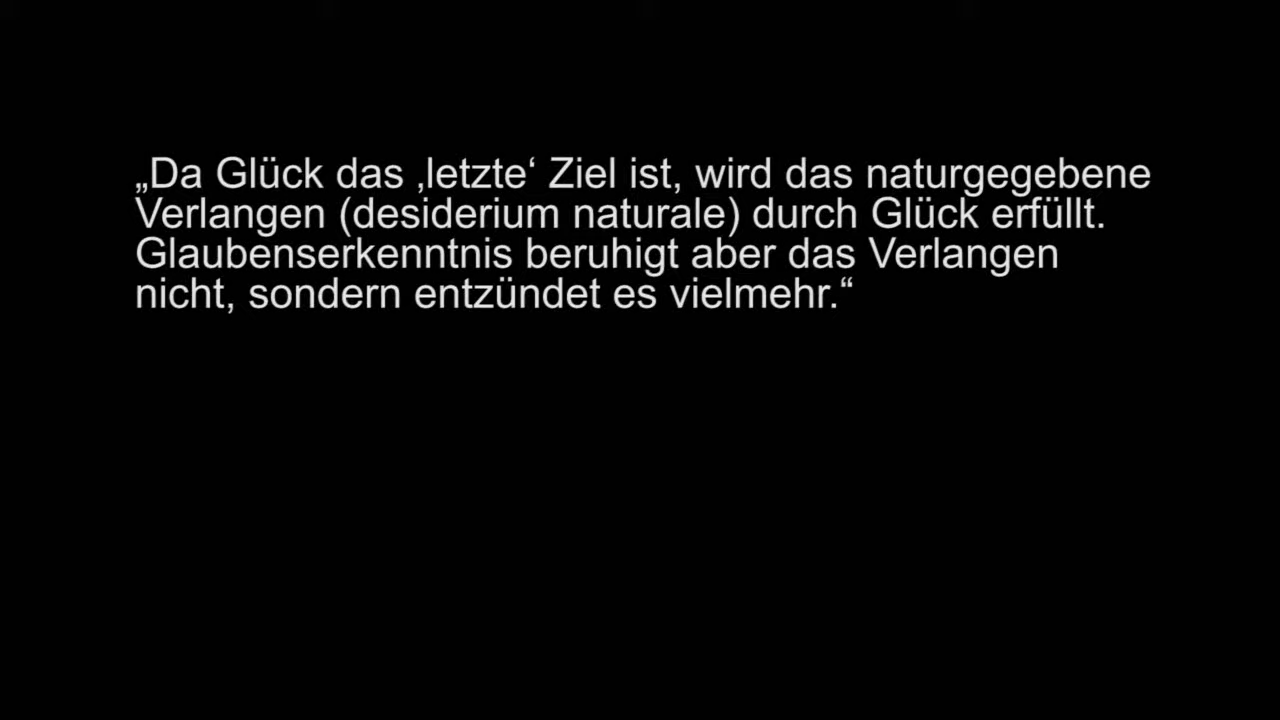 „Da Glück das ‚letzte‘ Ziel ist, wird das naturgegebene
Verlangen (desiderium naturale) durch Glück erfüllt.
Glaubenserkenntnis beruhigt aber das Verlangen
nicht, sondern entzündet es vielmehr.“